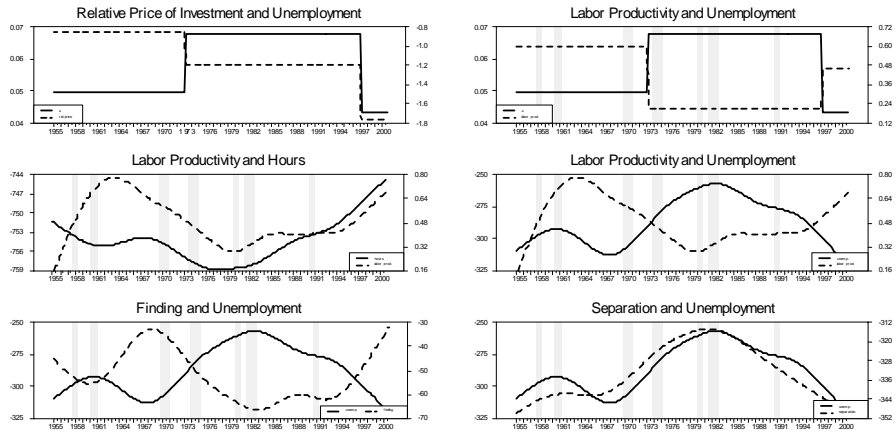 Relative Price of Investment and Unemployment
0.07
0.06
0.05
0.04
-0.8
-1.0
-1.2
-1.4
-1.6
-1.8
rel price
1955 1958 1961 1964 1967 1970 1973 1976 1979 1982 1985 1988 1991 1994 1997 2000
Labor Productivity and Unemployment
0.07
0.06
0.05
0.04
0.72
0.60
0.48
0.36
0.24
0.12
labor prod.
1955 1958 1961 1964 1967 1970 1973 1976 1979 1982 1985 1988 1991 1994 1997 2000
Labor Productivity and Hours
-744
-747
-750
-753
-756
-759
0.80
0.64
0.48
0.32
0.16
hours
labor prod.
1955 1958 1961 1964 1967 1970 1973 1976 1979 1982 1985 1988 1991 1994 1997 2000
Labor Productivity and Unemployment
-250
-275
-300
-325
0.80
0.64
0.48
0.32
0.16
unemp.
labor prod.
1955 1958 1961 1964 1967 1970 1973 1976 1979 1982 1985 1988 1991 1994 1997 2000
Finding and Unemployment
-250
-275
-300
-325
-30
-40
-50
-60
-70
unemp. finding
1955 1958 1961 1964 1967 1970 1973 1976 1979 1982 1985 1988 1991 1994 1997 2000
Separation and Unemployment
-250
-275
-300
-325
-312
-320
-328
-336
-344
-352
unemp.
separation
1955 1958 1961 1964 1967 1970 1973 1976 1979 1982 1985 1988 1991 1994 1997 2000